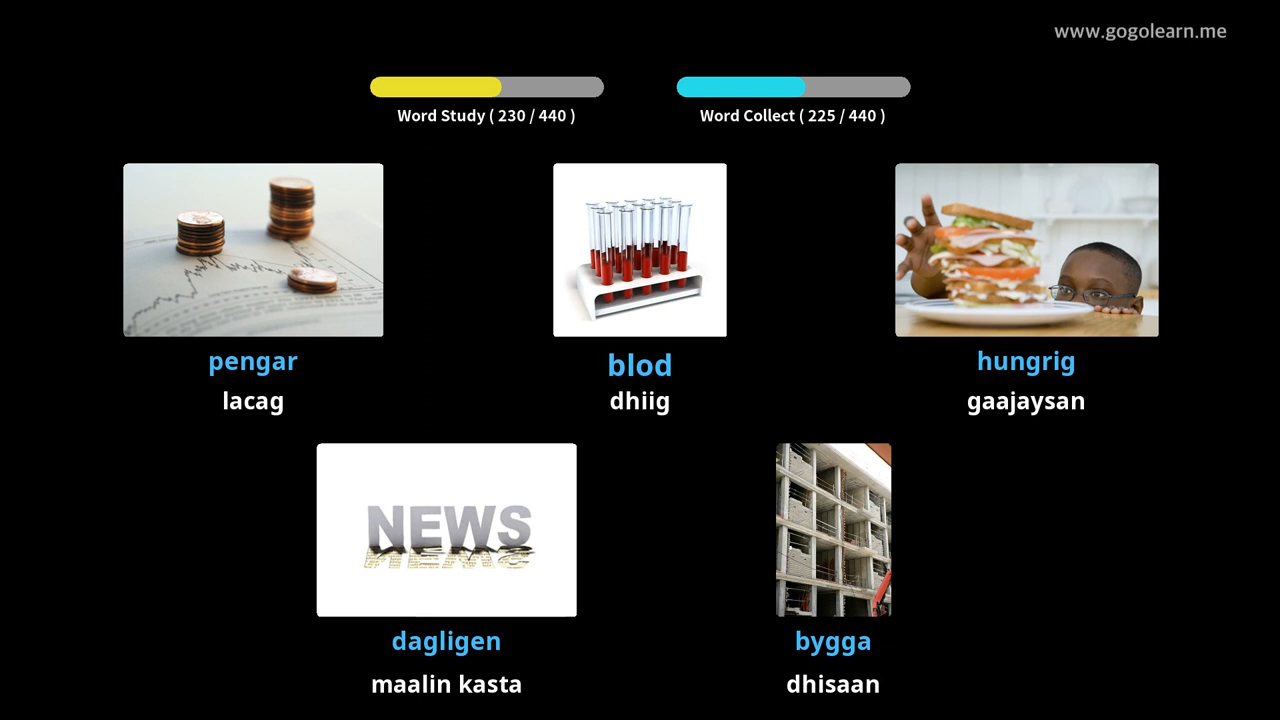 www.gogolearn.me
Word Study ( 230 / 440 )
Word Collect ( 225 / 440 )
pengar
blod
hungrig
lacag
dhiig
gaajaysan
NEWS
dagligen
bygga
maalin kasta
dhisaan